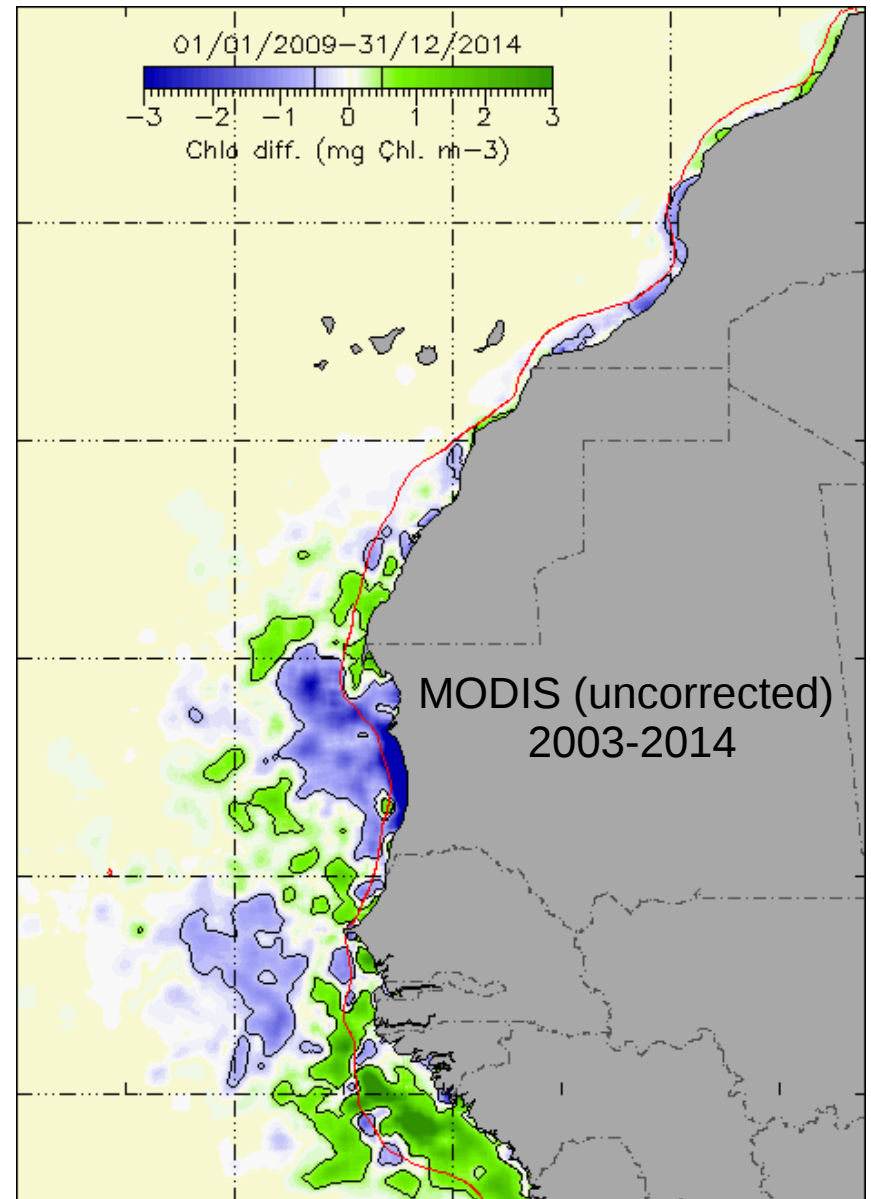 01/01/2009-31/12/2014
-3 -2 -1 0 1 2 3
Chla diff. (mg Chl. m-3)
MODIS (uncorrected)
2003-2014